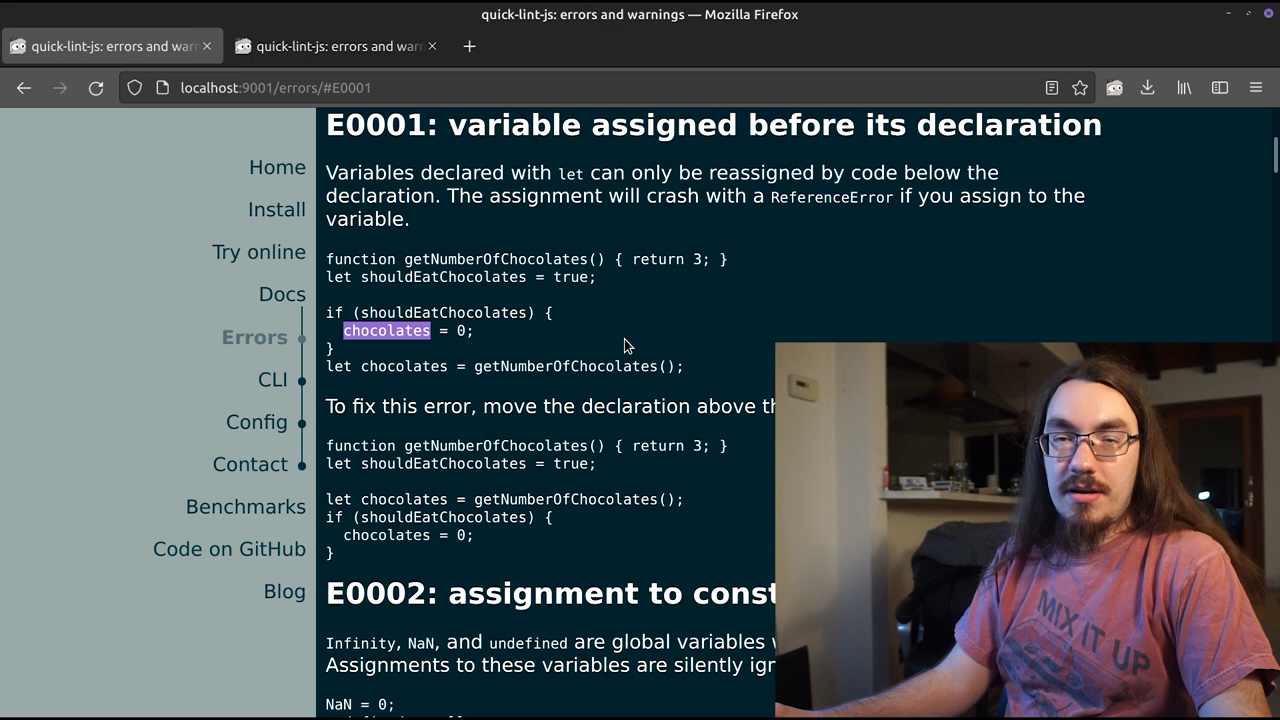 quick-lint-js: errors and warnings — Mozilla Firefox
quick-lint-js: errors and warn
quick-lint-js: errors and warn
localhost:9001/errors/#E0001
Home
Install
Try online
Docs
Errors
CLI
Config
Contact
Benchmarks
Code on GitHub
Blog
E0001: variable assigned before its declaration
Variables declared with let can only be reassigned by code below the
declaration. The assignment will crash with a ReferenceError if you assign to the
variable.
function getNumberOfChocolates() { return 3; }
let shouldEatChocolates = true;
if (shouldEatChocolates) {
chocolates = 0;
}
let chocolates = getNumberOfChocolates();
To fix this error, move the declaration above th
function getNumberOfChocolates() { return 3; }
let shouldEatChocolates = true;
let chocolates = getNumberOfChocolates();
if (shouldEatChocolates) {
chocolates = 0;
}
E0002: assignment to const
Infinity, NaN, and undefined are global variables
Assignments to these variables are silently ign
NaN = 0;
MIX IT UP